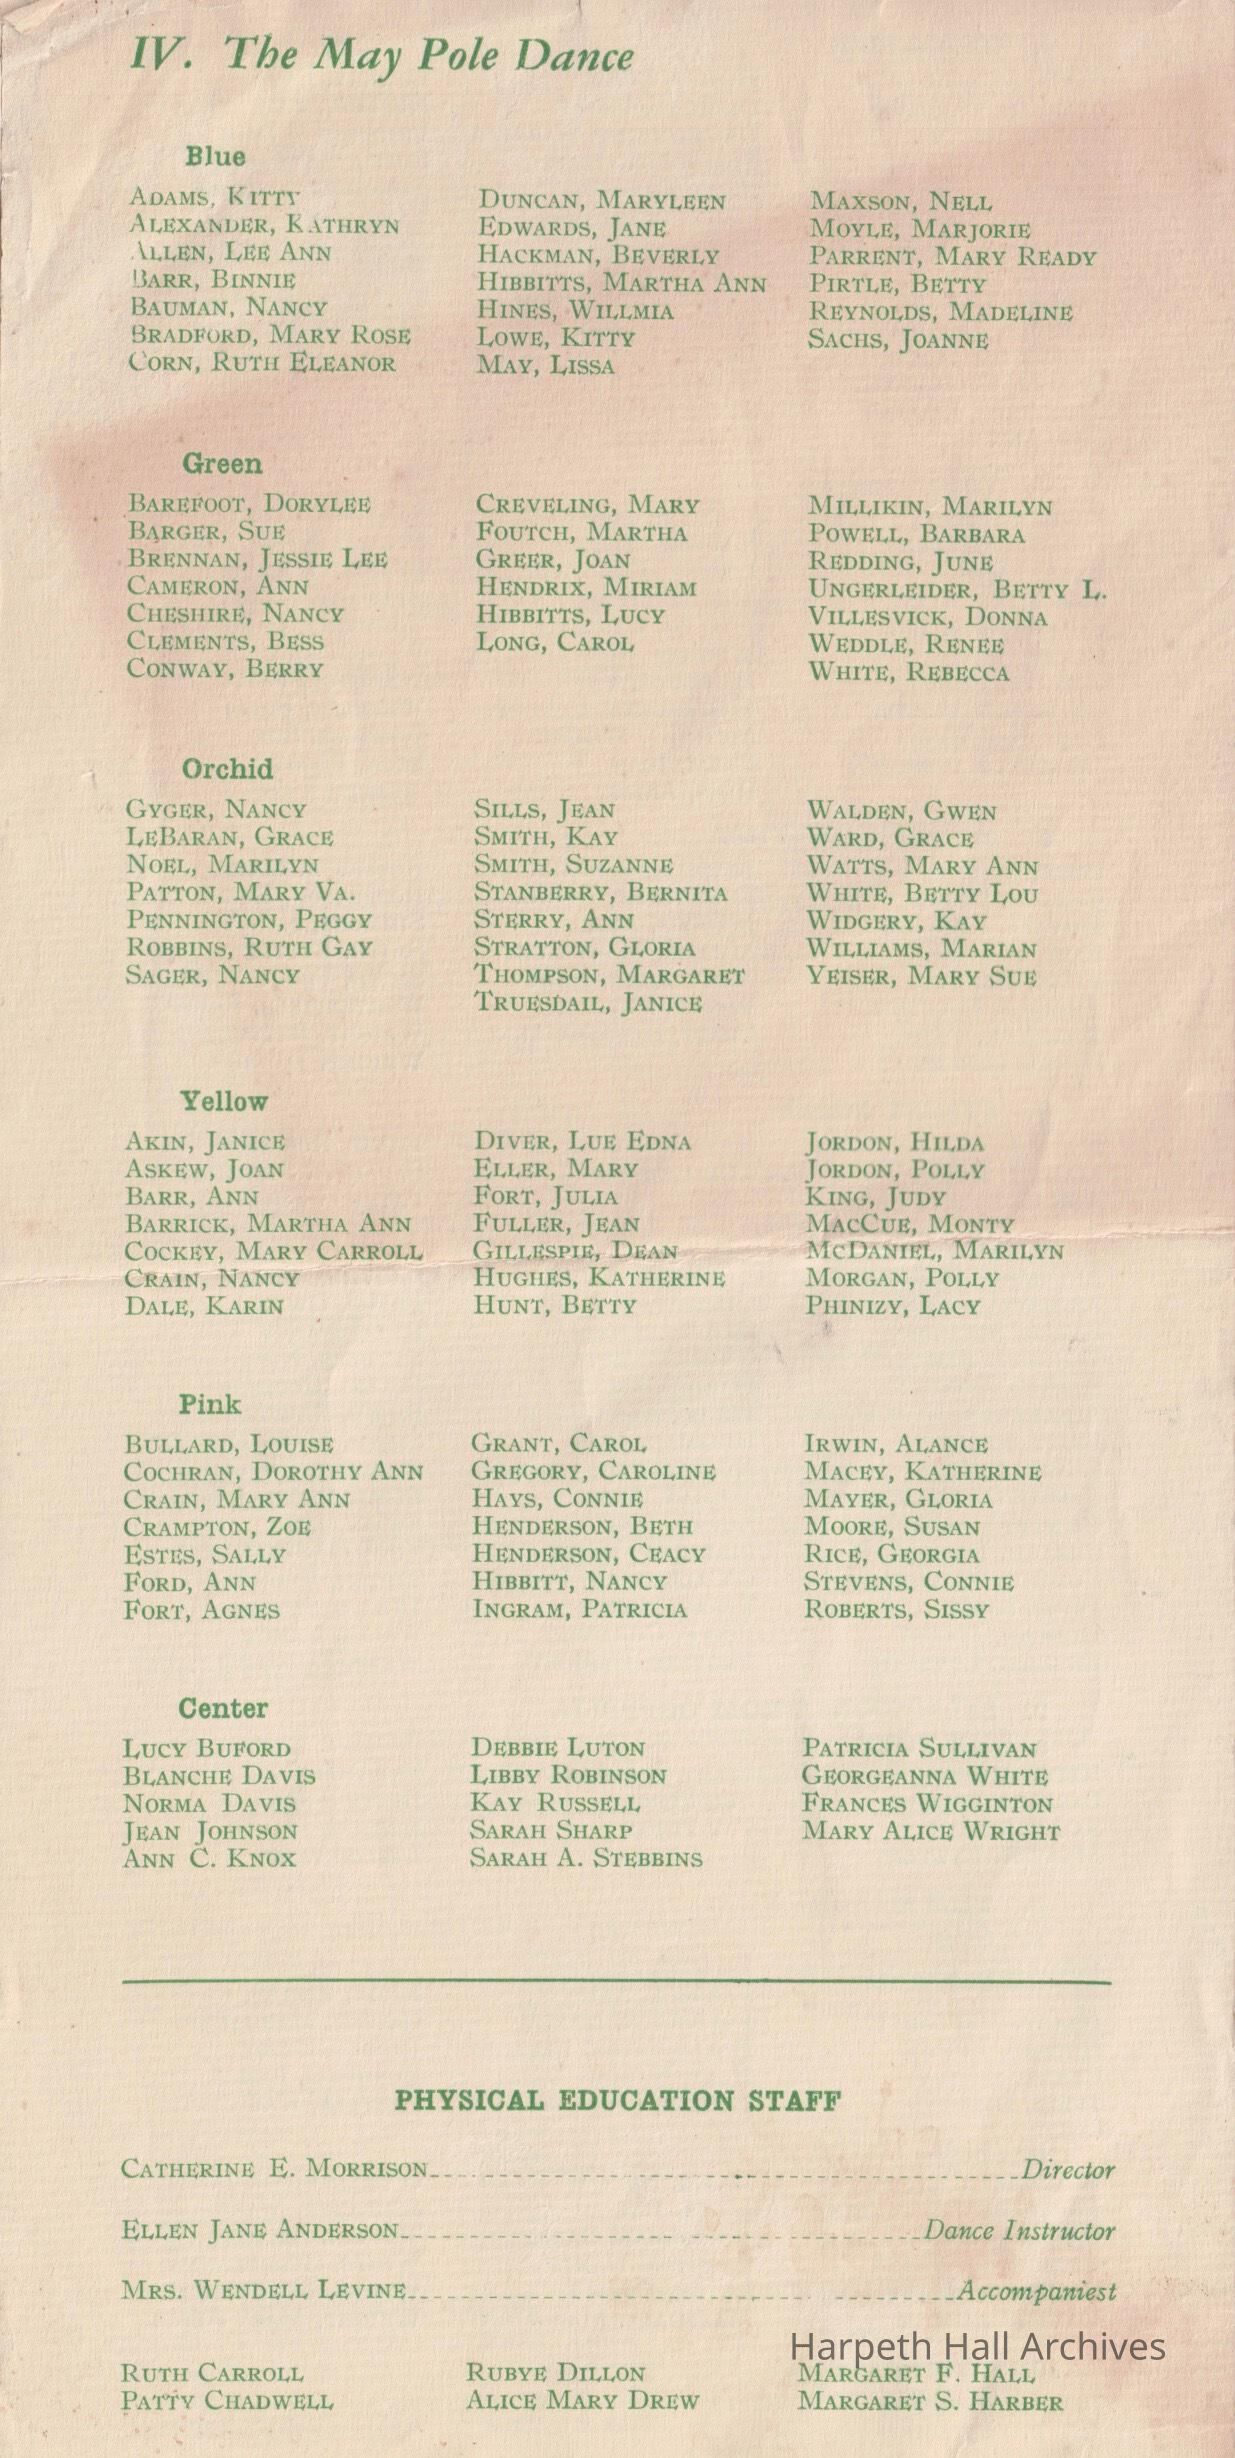 IV. The May Pole Dance
Blue
ADAMS, KITTY
ALEXANDER, KATHRYN
ALLEN, LEE ANN
BARR, BINNIE
BAUMAN, NANCY
BRADFORD, MARY ROSE
CORN, RUTH ELEANOR
DUNCAN, MARYLEEN
EDWARDS, JANE
HACKMAN, BEVERLY
HIBBITTS, MARTHA ANN
HINES, WILLMIA
LOWE, KITTY
MAY, LISSA
MAXSON, NELL
MOYLE, MARJORIE
PARRENT, MARY READY
PIRTLE, BETTY
REYNOLDS, MADELINE
SACHS, JOANNE
Green
BAREFOOT, DORYLEE
BARGER, SUE
BRENNAN, JESSIE LEE
CAMERON, ANN
CHESHIRE, NANCY
CLEMENTS, BESS
CONWAY, BERRY
CREVELING, MARY
FOUTCH, MARTHA
GREER, JOAN
HENDRIX, MIRIAM
HIBBITTS, LUCY
LONG, CAROL
MILLIKIN, MARILYN
POWELL, BARBARA
REDDING, JUNE
UNGERLEIDER, BETTY L.
VILLESVICK, DONNA
WEDDLE, RENEE
WHITE, REBECCA
Orchid
GYGER, NANCY
LEBARAN, GRACE
NOEL, MARILYN
PATTON, MARY VA.
PENNINGTON, PEGGY
ROBBINS, RUTH GAY
SAGER, NANCY
SILLS, JEAN
SMITH, KAY
SMITH, SUZANNE
STANBERRY, BERNITA
STERRY, ANN
STRATTON, GLORIA
THOMPSON, MARGARET
TRUESDAIL, JANICE
WALDEN, GWEN
WARD, GRACE
WATTS, MARY ANN
WHITE, BETTY LOU
WIDGERY, KAY
WILLIAMS, MARIAN
YEISER, MARY SUE
Yellow
AKIN, JANICE
ASKEW, JOAN
BARR, ANN
BARRICK, MARTHA ANN
COCKEY, MARY CARROLL
CRAIN, NANCY
DALE, KARIN
DIVER, LUE EDNA
ELLER, MARY
FORT, JULIA
FULLER, JEAN
GILLESPIE, DEAN
HUGHES, KATHERINE
HUNT, BETTY
JORDON, HILDA
JORDON, POLLY
KING, JUDY
MACCUE, MONTY
MCDANIEL, MARILYN
MORGAN, POLLY
PHINIZY, LACY
Pink
BULLARD, LOUISE
COCHRAN, DOROTHY ANN
CRAIN, MARY ANN
CRAMPTON, ZOE
ESTES, SALLY
FORD, ANN
FORT, AGNES
GRANT, CAROL
GREGORY, CAROLINE
HAYS, CONNIE
HENDERSON, BETH
HENDERSON, CEACY
HIBBITT, NANCY
INGRAM, PATRICIA
IRWIN, ALANCE
MACEY, KATHERINE
MAYER, GLORIA
MOORE, SUSAN
RICE, GEORGIA
STEVENS, CONNIE
ROBERTS, SISSY
Center
LUCY BUFORD
BLANCHE DAVIS
NORMA DAVIS
JEAN JOHNSON
ANN C. KNOX
DEBBIE LUTON
LIBBY ROBINSON
KAY RUSSELL
SARAH SHARP
SARAH A. STEBBINS
PATRICIA SULLIVAN
GEORGEANNA WHITE
FRANCES WIGGINTON
MARY ALICE WRIGHT
PHYSICAL EDUCATION STAFF
CATHERINE E. MORRISON Director
ELLEN JANE ANDERSON Dance Instructor
MRS. WENDELL LEVINE Accompaniest
Harpeth Hall Archives
RUTH CARROLL
PATTY CHADWELL
RUBYE DILLON
ALICE MARY DREW
MARGARET F. HALL
MARGARET S. HARBER